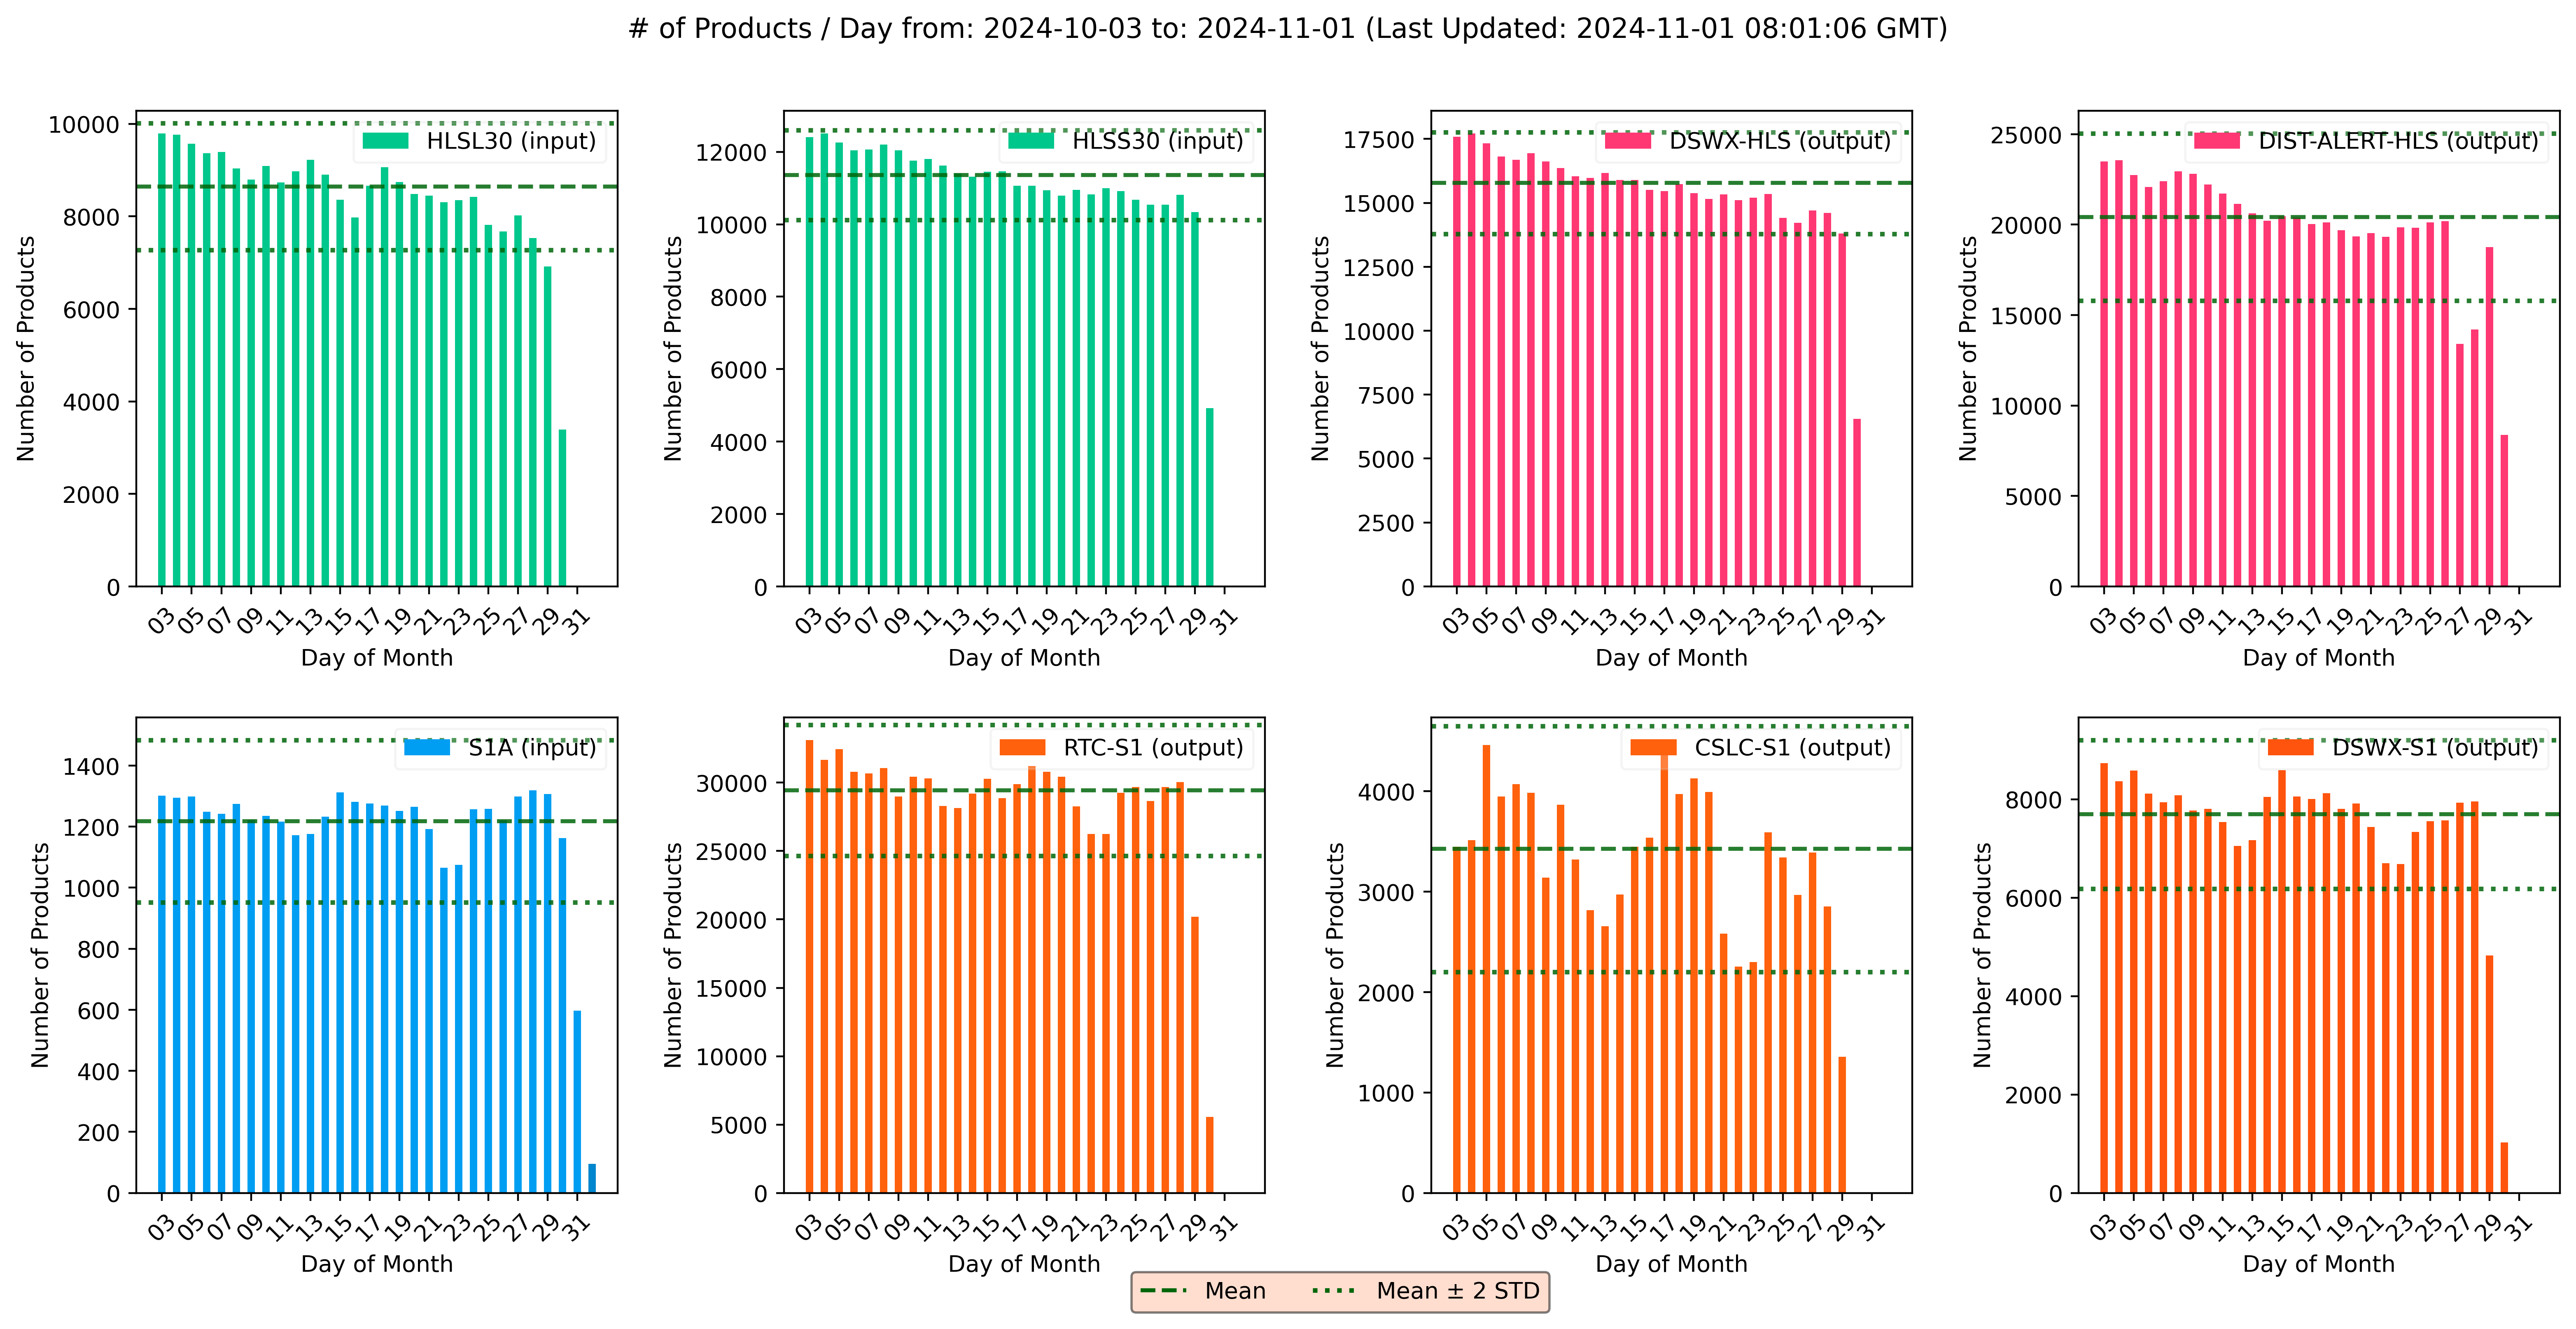 # of Products / Day from: 2024-10-03 to: 2024-11-01 (Last Updated: 2024-11-01 08:01:06 GMT)
HLSL30 (input)
Number of Products
10000
8000
6000
4000
2000
0
03 05 07 09 11 13 15 17 19 21 23 25 27 29 31
Day of Month
HLSS30 (input)
Number of Products
12000
10000
8000
6000
4000
2000
0
03 05 07 09 11 13 15 17 19 21 23 25 27 29 31
Day of Month
DSWX-HLS (output)
Number of Products
17500
15000
12500
10000
7500
5000
2500
0
03 05 07 09 11 13 15 17 19 21 23 25 27 29 31
Day of Month
DIST-ALERT-HLS (output)
Number of Products
25000
20000
15000
10000
5000
0
03 05 07 09 11 13 15 17 19 21 23 25 27 29 31
Day of Month
S1A (input)
Number of Products
1400
1200
1000
800
600
400
200
0
03 05 07 09 11 13 15 17 19 21 23 25 27 29 31
Day of Month
RTC-S1 (output)
Number of Products
30000
25000
20000
15000
10000
5000
0
03 05 07 09 11 13 15 17 19 21 23 25 27 29 31
Day of Month
CSLC-S1 (output)
Number of Products
4000
3000
2000
1000
0
03 05 07 09 11 13 15 17 19 21 23 25 27 29 31
Day of Month
DSWX-S1 (output)
Number of Products
8000
6000
4000
2000
0
03 05 07 09 11 13 15 17 19 21 23 25 27 29 31
Day of Month
Mean
Mean ± 2 STD